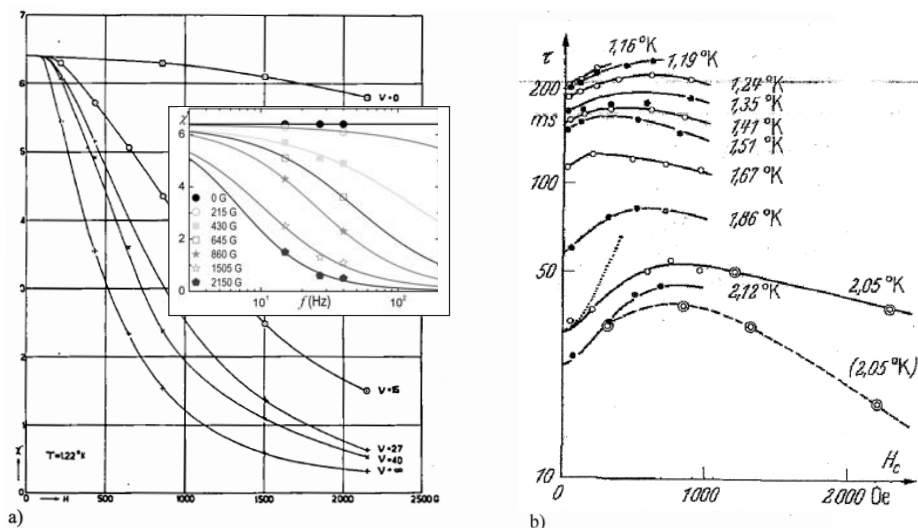 7
6
5
4
3
2
1
0
χ'
T=1.22°K
H
0
500
1000
1500
2000
2500 G
V=0
V=15
V=27
V=40
V=∞
χ'
6
4
2
0
0 G
215 G
430 G
645 G
860 G
1505 G
2150 G
10¹
f(Hz)
10²
a)
τ
200
ms
100
50
10
1,16°K
1,19°K
1,24°K
1,35°K
1,41°K
1,51°K
1,67°K
1,86°K
2,05°K
2,12°K
(2,05°K)
H_c
0
1000
2000 Oe
b)